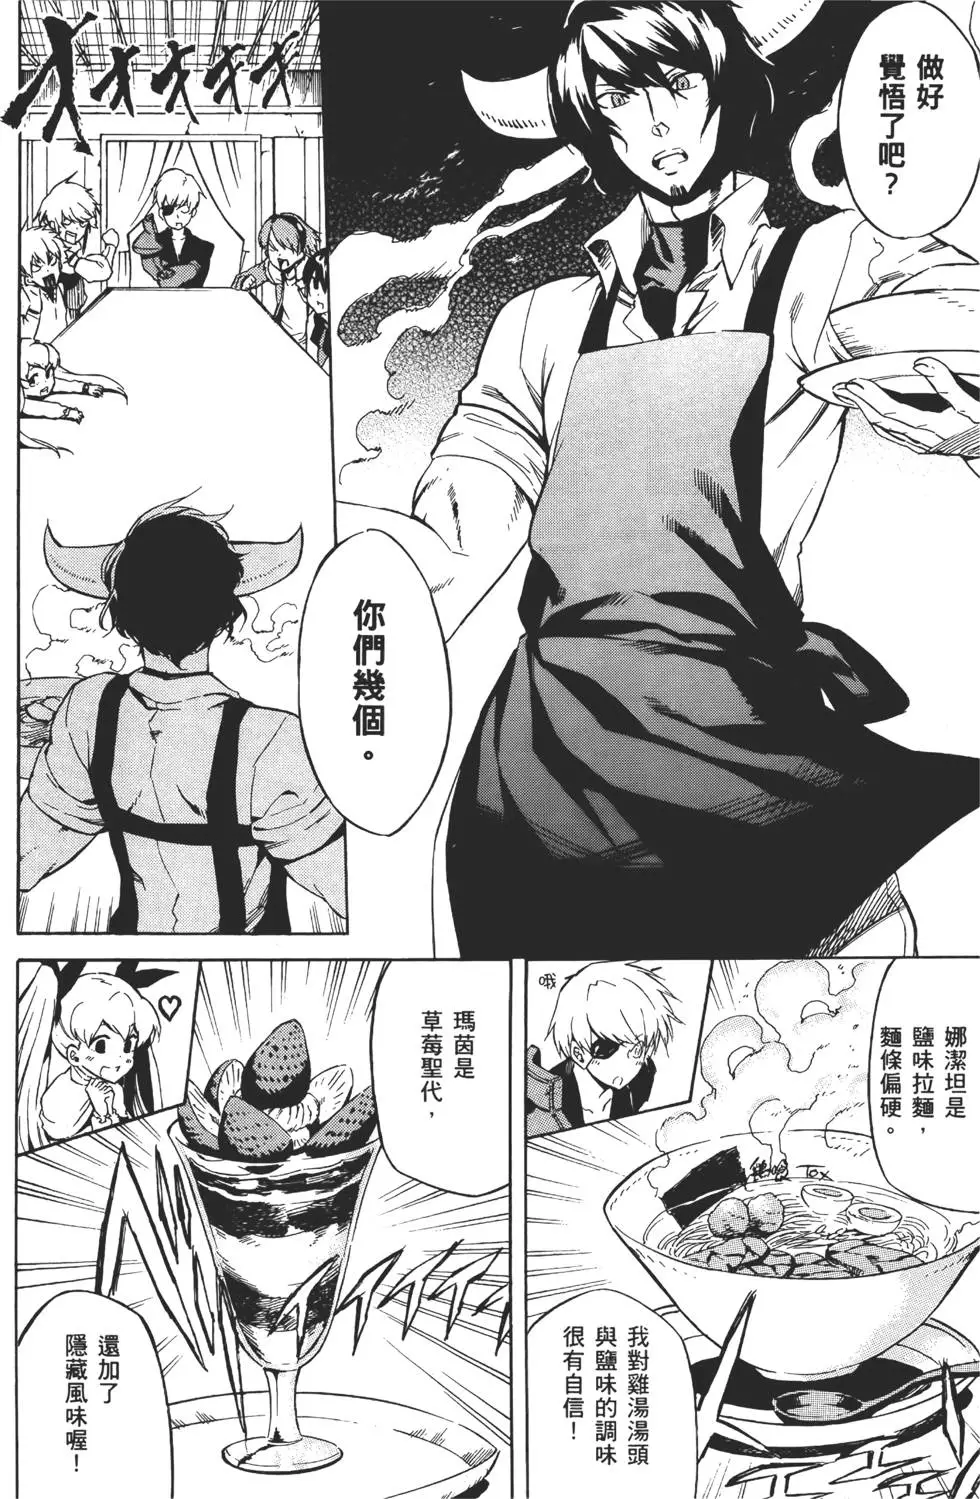 做好
覺悟了吧？
你們幾個。
娜潔坦是
鹽味拉麵，
麵條偏硬。
哦
我對雞湯湯頭
與鹽味的調味
很有自信！
瑪茵是
草莓聖代，
還加了
隱藏風味喔！